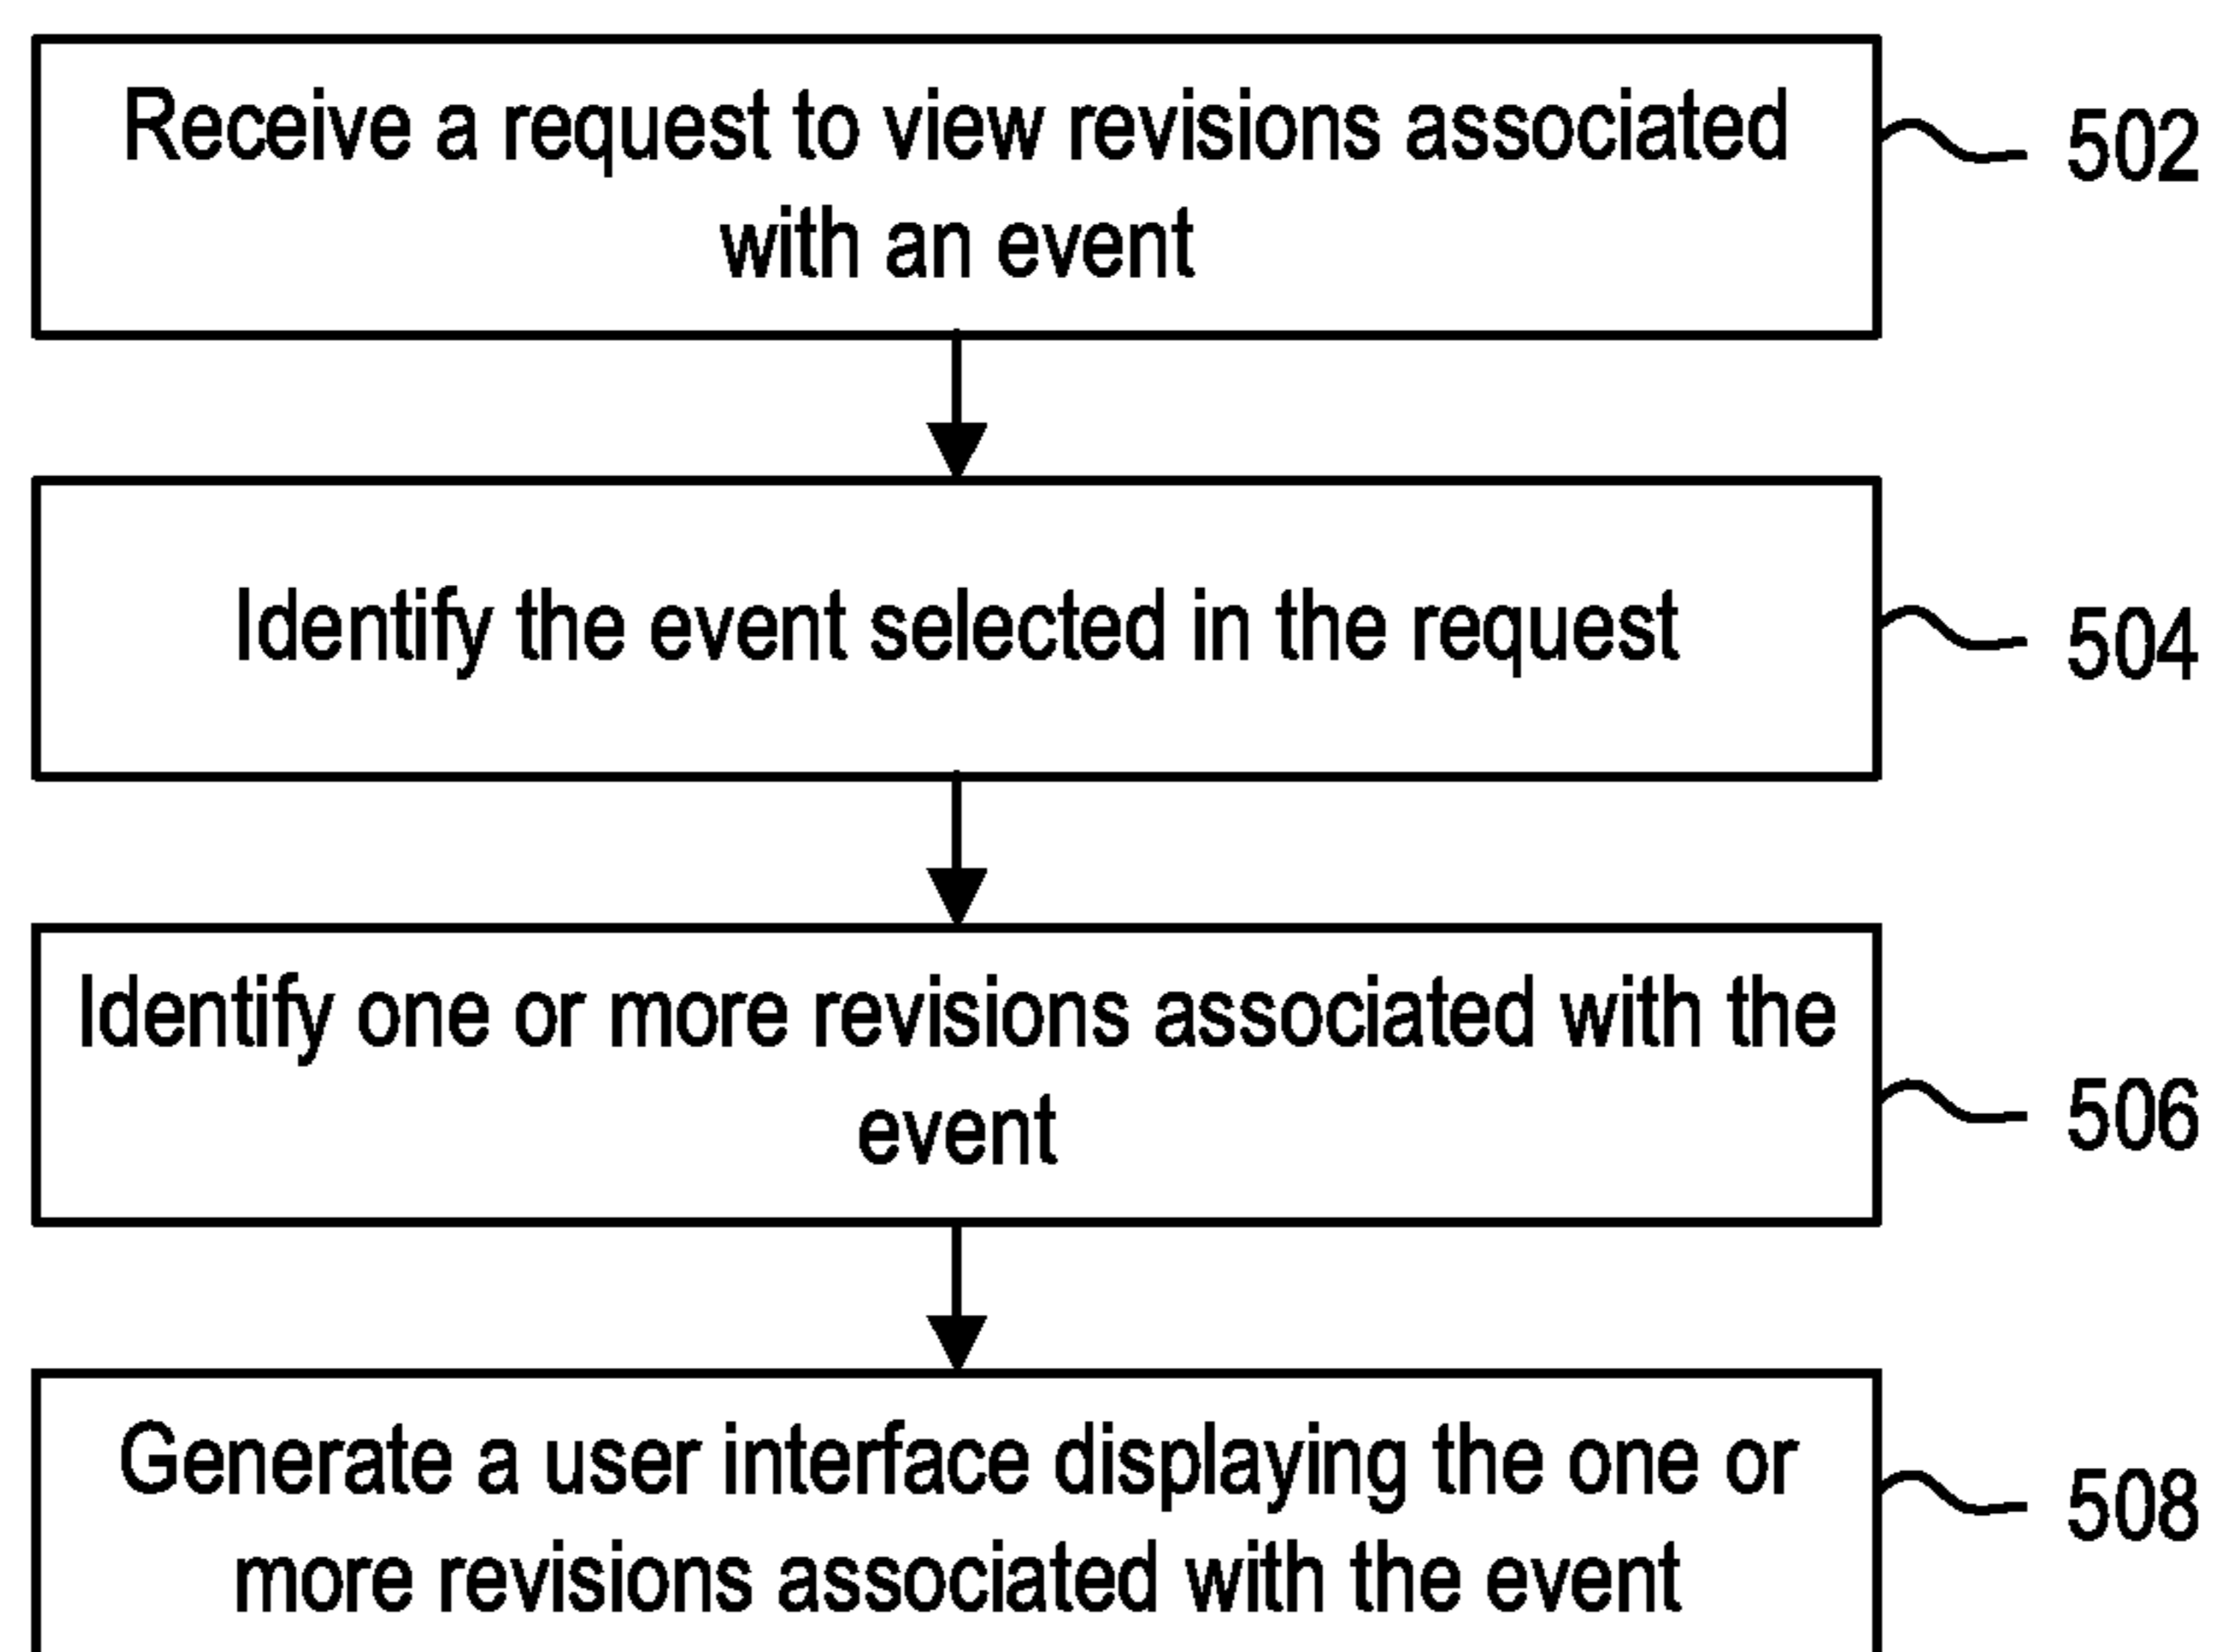 Receive a request to view revisions associated
with an event
502
Identify the event selected in the request
504
Identify one or more revisions associated with the
event
506
Generate a user interface displaying the one or
more revisions associated with the event
508